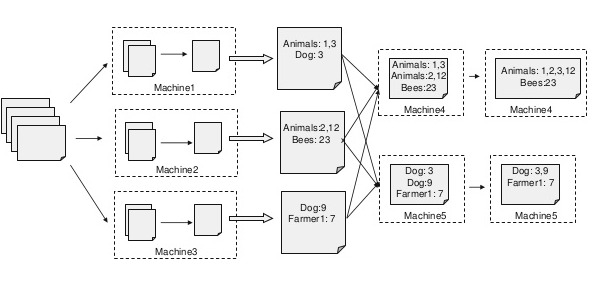 Machine1
Animals: 1,3
Dog: 3
Machine2
Animals:2,12
Bees: 23
Machine3
Dog:9
Farmer1: 7
Animals: 1,3
Animals:2,12
Bees:23
Machine4
Animals: 1,2,3,12
Bees:23
Machine4
Dog: 3
Dog:9
Farmer1: 7
Machine5
Dog: 3,9
Farmer1: 7
Machine5